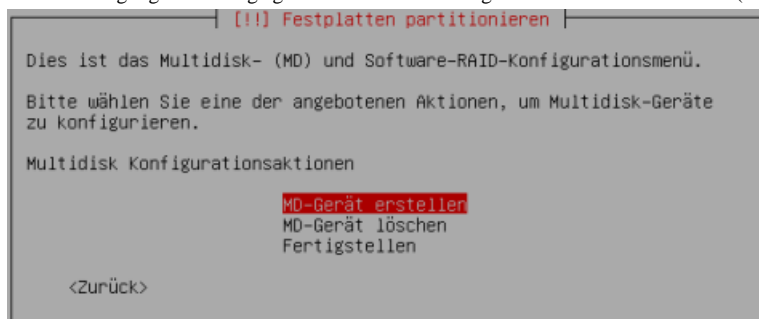 [!!] Festplatten partitionieren
Dies ist das Multidisk- (MD) und Software-RAID-Konfigurationsmenü.
Bitte wählen Sie eine der angebotenen Aktionen, um Multidisk-Geräte
zu konfigurieren.
Multidisk Konfigurationsaktionen
MD-Gerät erstellen
MD-Gerät löschen
Fertigstellen
<Zurück>